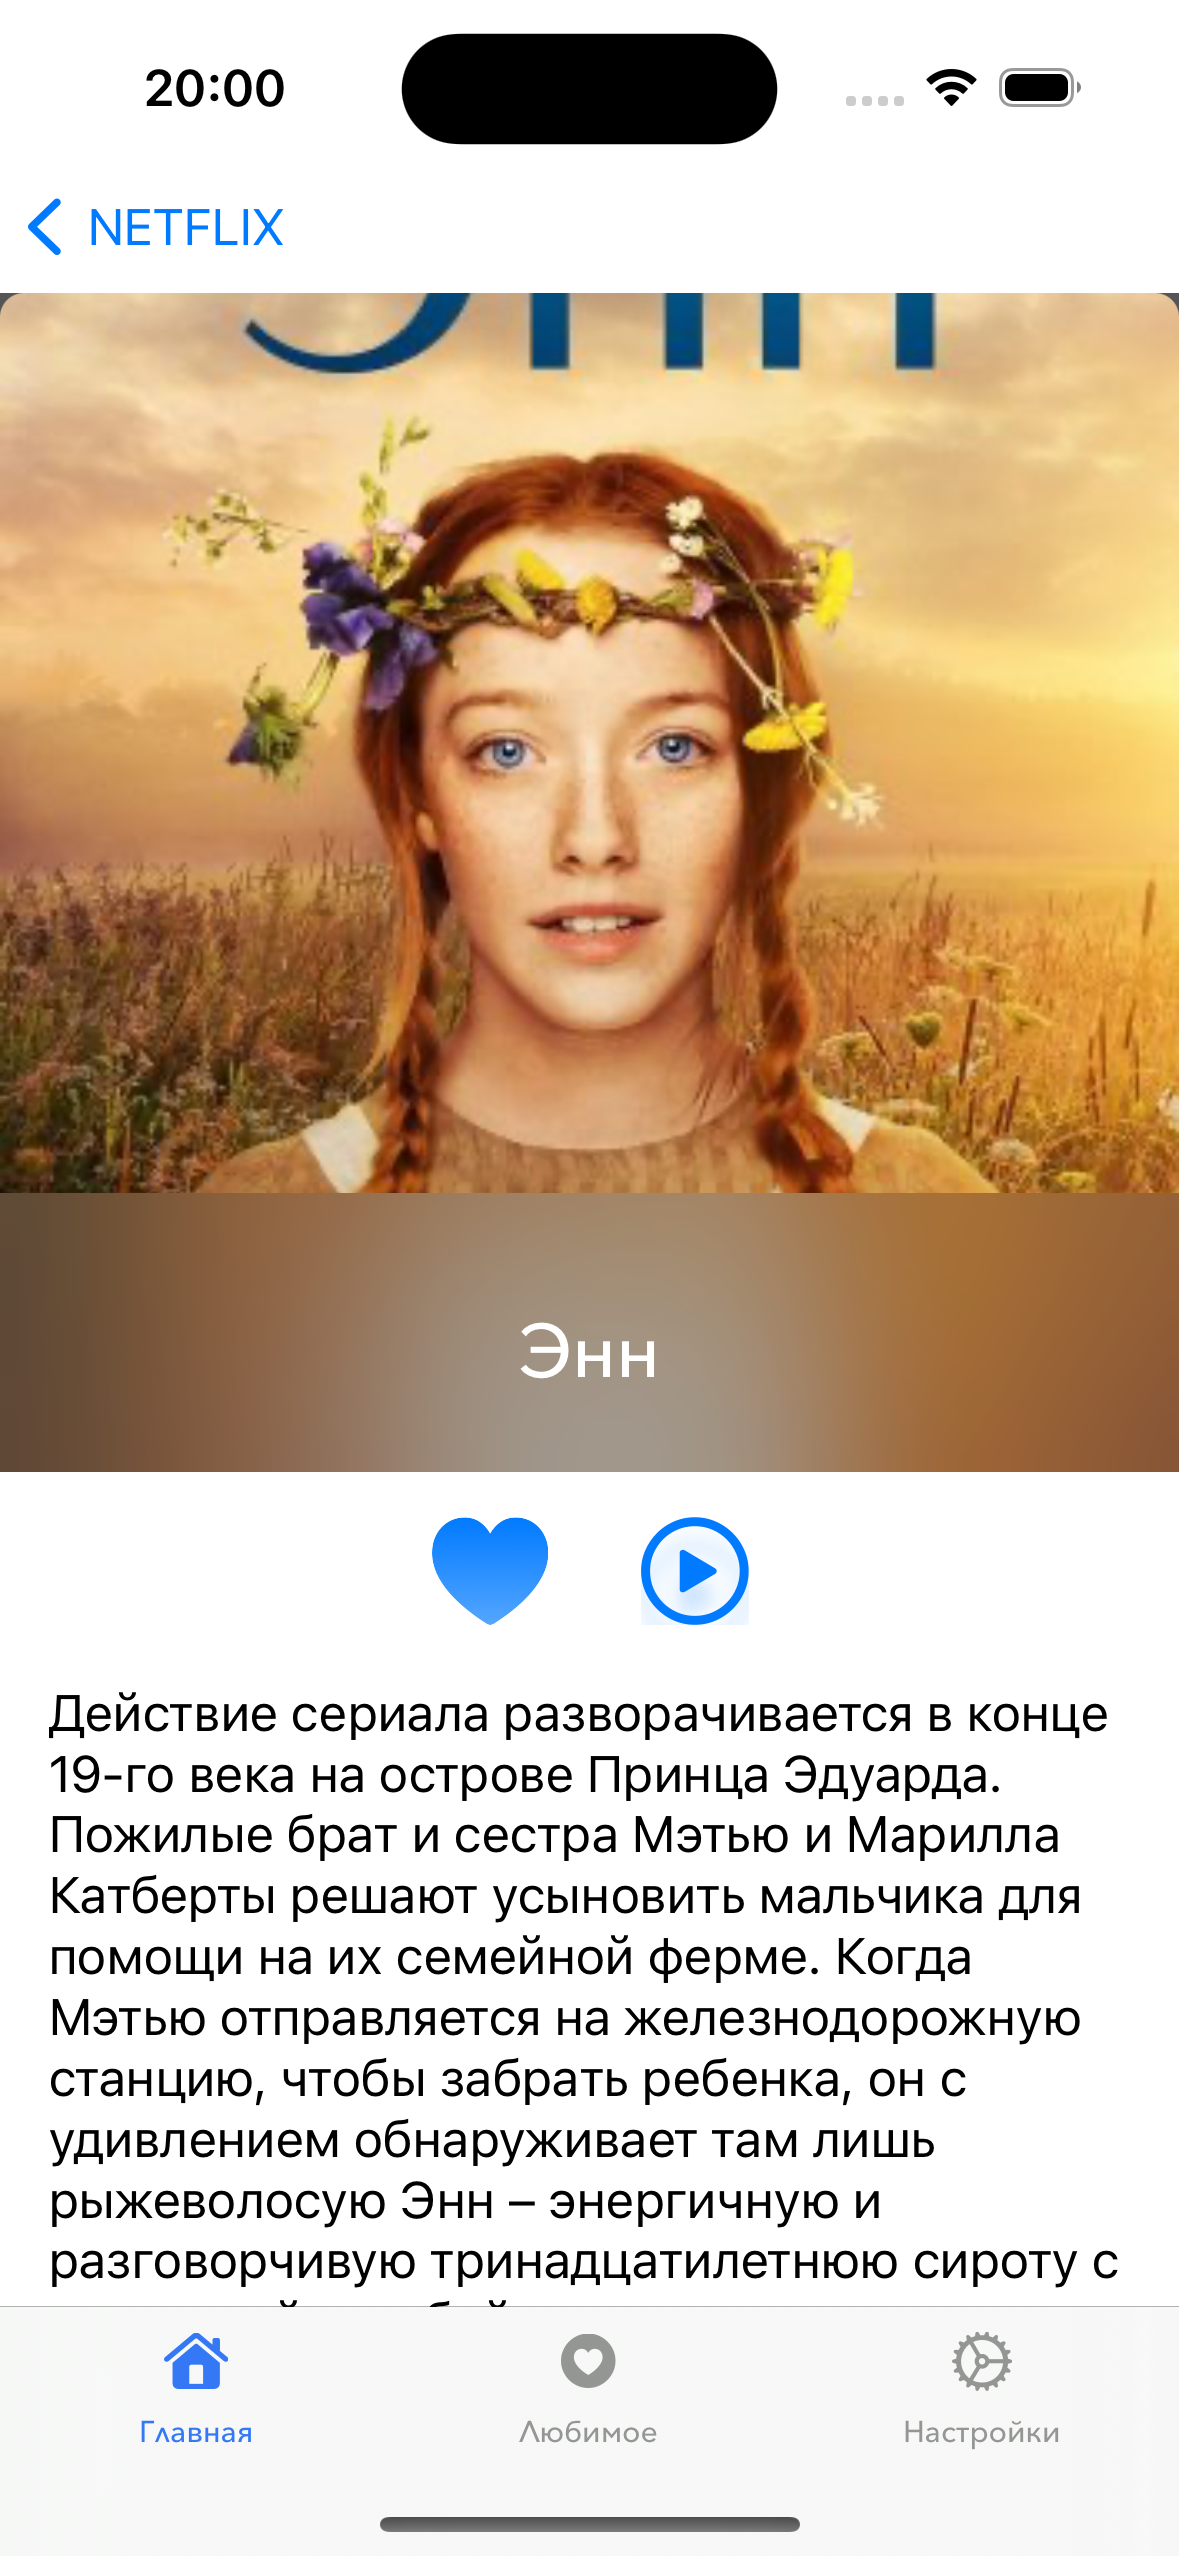 20:00
NETFLIX
Энн
Энн
Действие сериала разворачивается в конце
19-го века на острове Принца Эдуарда.
Пожилые брат и сестра Мэтью и Марилла
Катберты решают усыновить мальчика для
помощи на их семейной ферме. Когда
Мэтью отправляется на железнодорожную
станцию, чтобы забрать ребенка, он с
удивлением обнаруживает там лишь
рыжеволосую Энн – энергичную и
разговорчивую тринадцатилетнюю сироту с
Главная
Любимое
Настройки